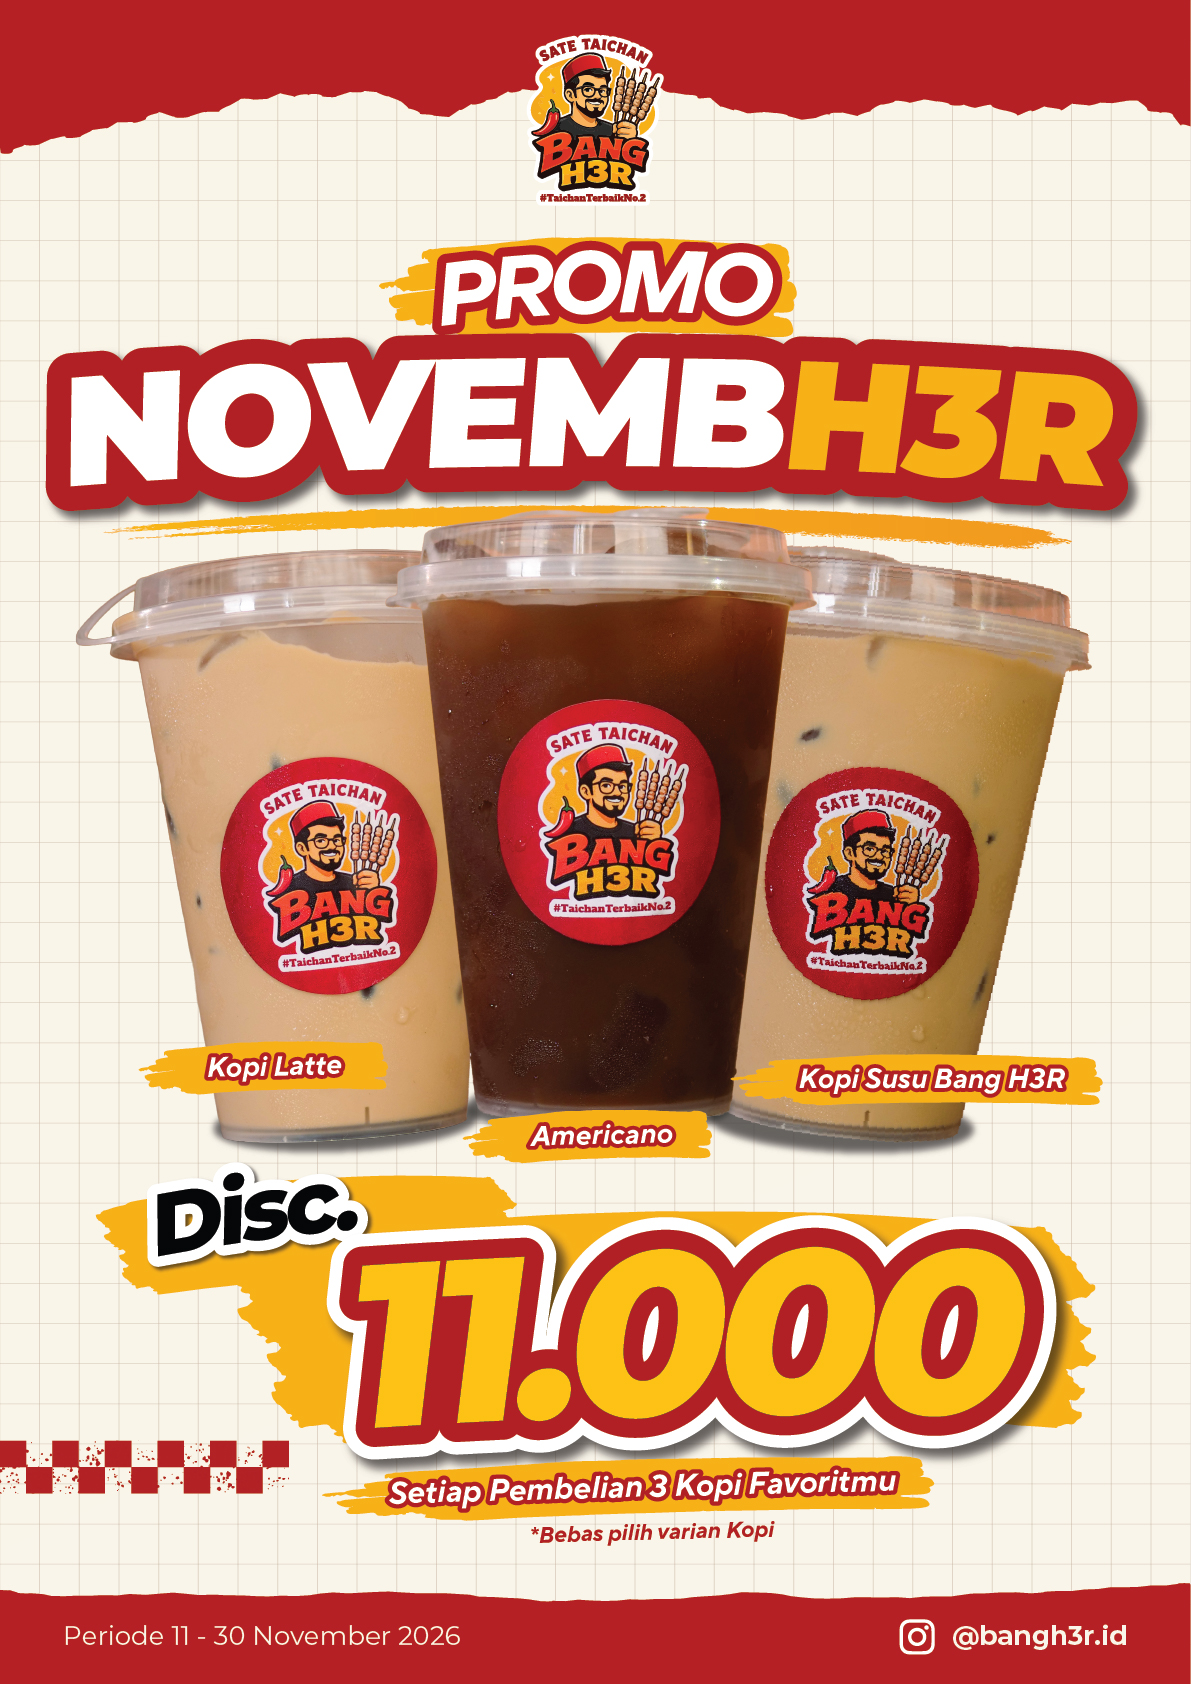 SATE TAICHAN
BANG
H3R
#TaichanTerbaikNo.2
PROMO
NOVEMBH3R
SATE TAICHAN
BANG
H3R
#TaichanTerbaikNo.2
SATE TAICHAN
BANG
H3R
#TaichanTerbaikNo.2
SATE TAICHAN
BANG
H3R
#TaichanTerbaikNo.2
Kopi Latte
Americano
Kopi Susu Bang H3R
Disc.
11.000
Setiap Pembelian 3 Kopi Favoritmu
*Bebas pilih varian Kopi
Periode 11 - 30 November 2026
@bangh3r.id